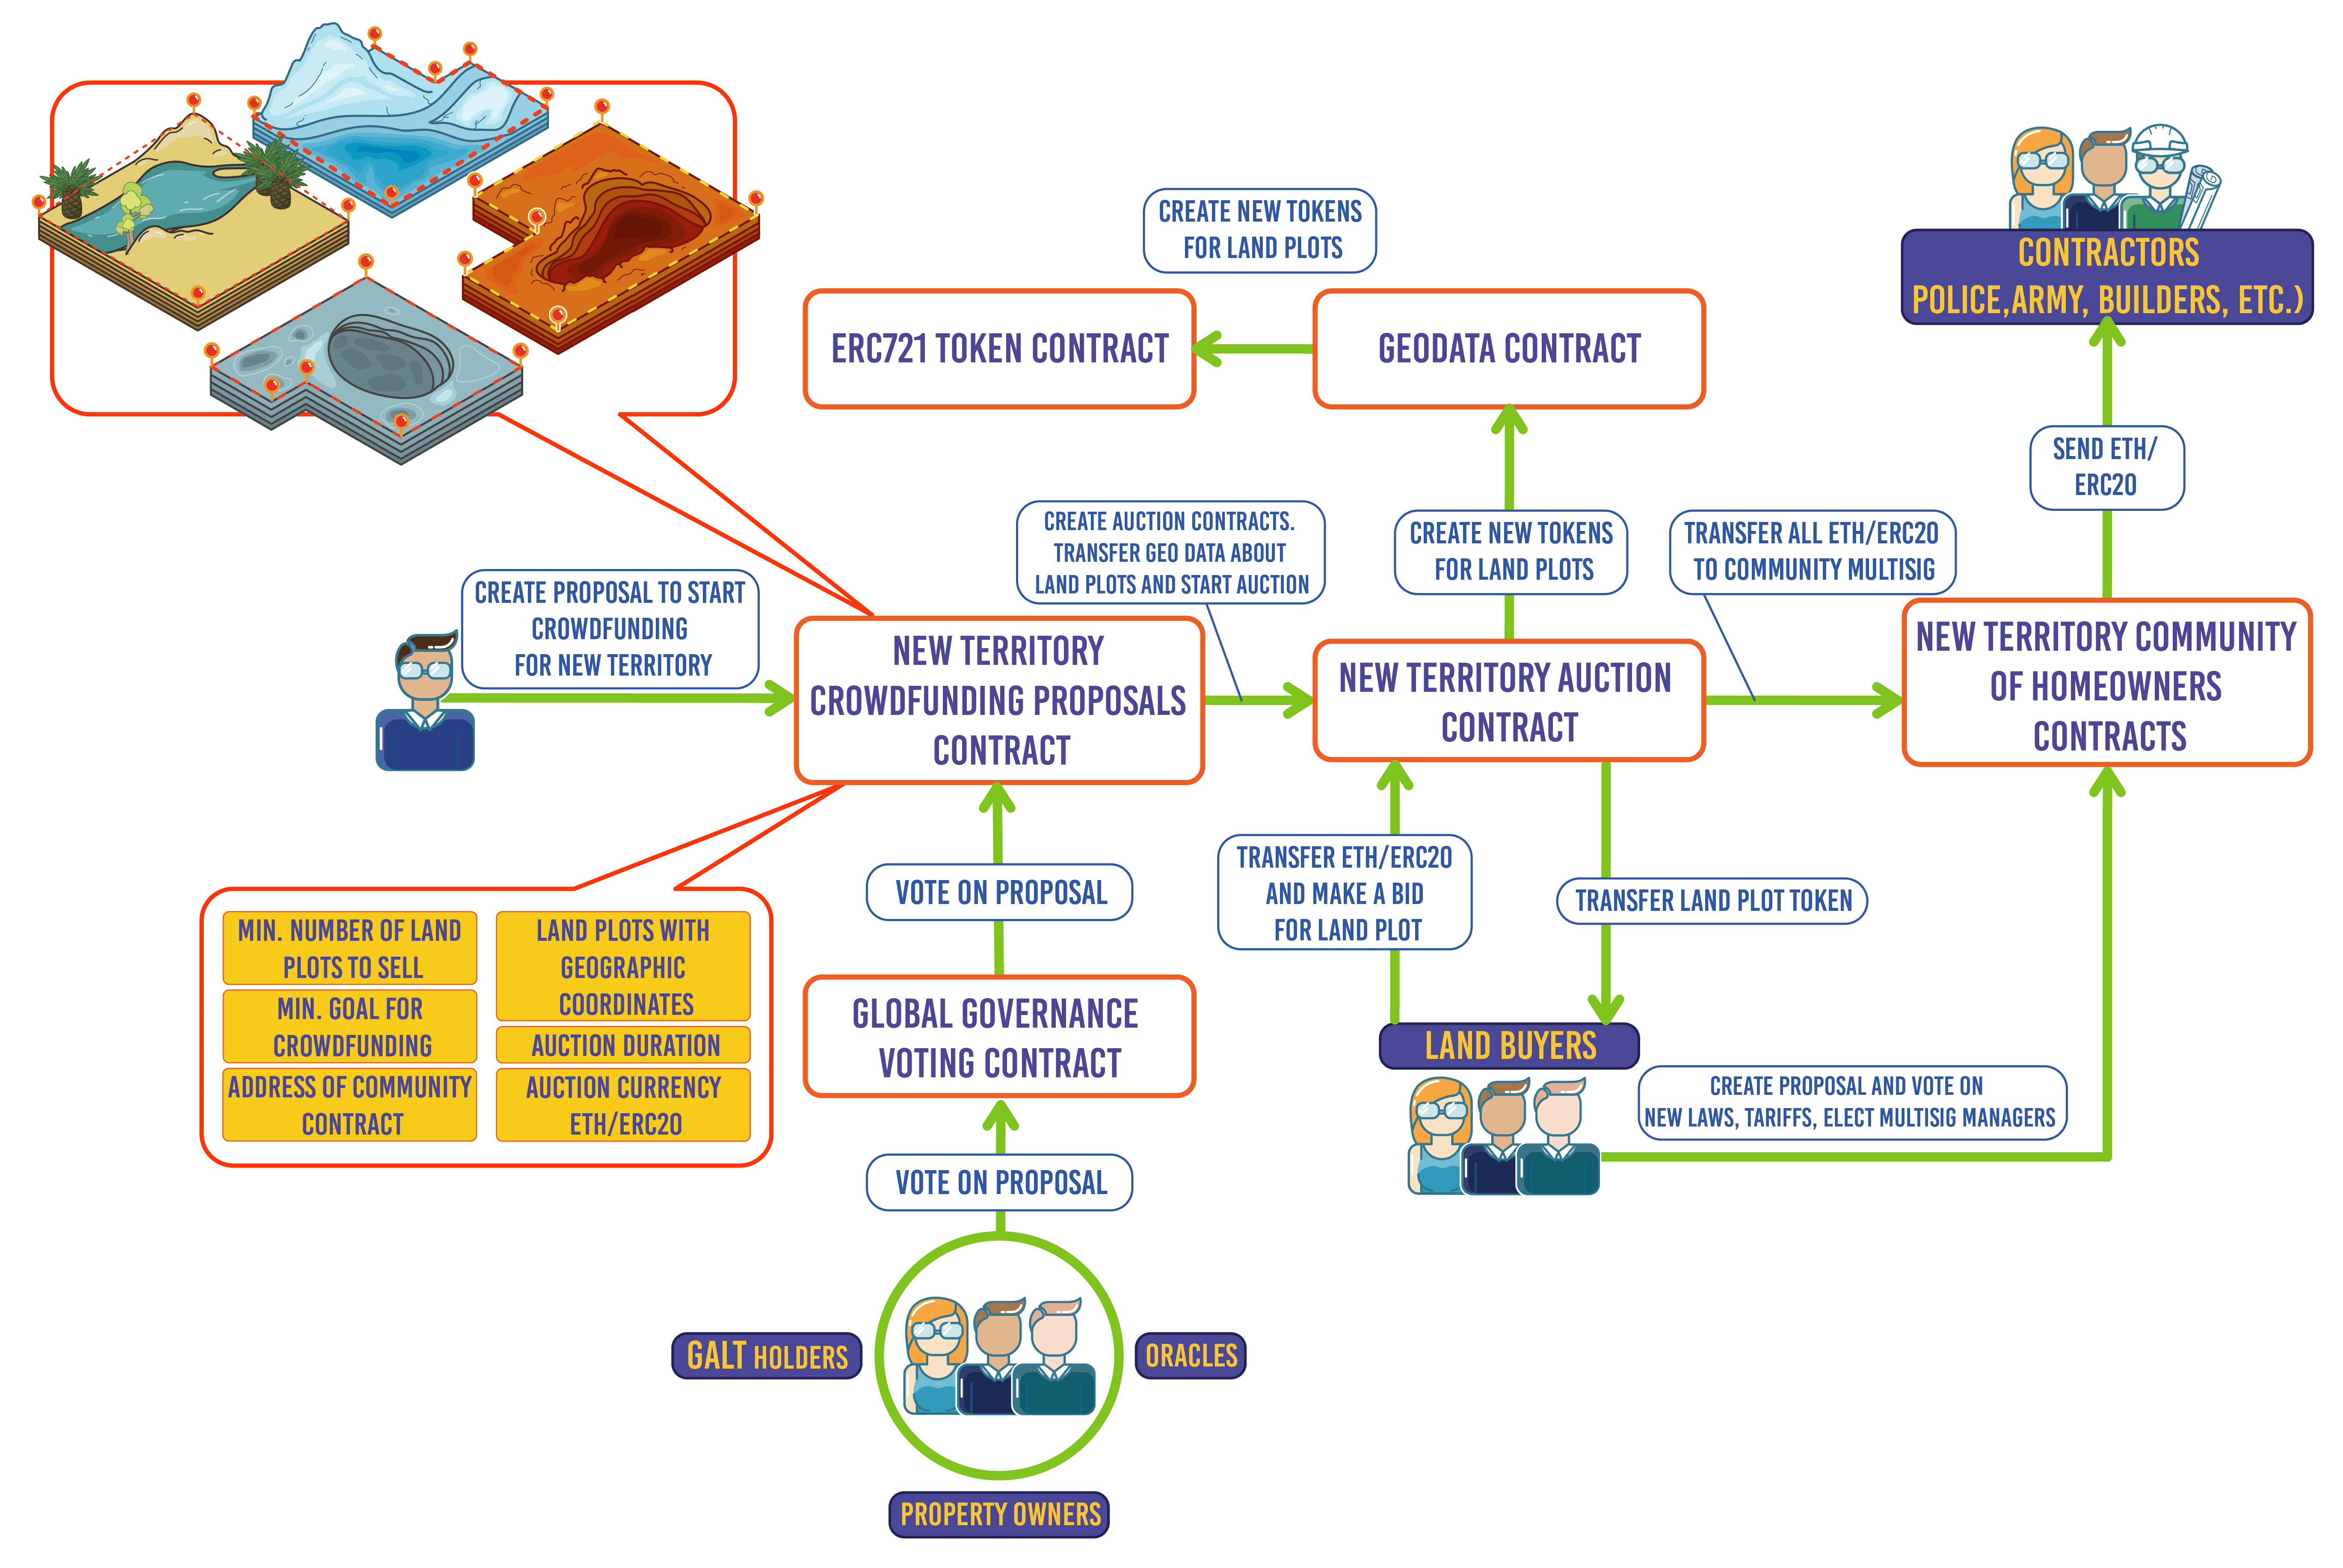 CREATE NEW TOKENS
FOR LAND PLOTS
CONTRACTORS
POLICE,ARMY, BUILDERS, ETC.)
ERC721 TOKEN CONTRACT
GEODATA CONTRACT
SEND ETH/
ERC20
CREATE AUCTION CONTRACTS.
TRANSFER GEO DATA ABOUT
LAND PLOTS AND START AUCTION
CREATE NEW TOKENS
FOR LAND PLOTS
TRANSFER ALL ETH/ERC20
TO COMMUNITY MULTISIG
CREATE PROPOSAL TO START
CROWDFUNDING
FOR NEW TERRITORY
NEW TERRITORY
CROWDFUNDING PROPOSALS
CONTRACT
NEW TERRITORY AUCTION
CONTRACT
NEW TERRITORY COMMUNITY
OF HOMEOWNERS
CONTRACTS
VOTE ON PROPOSAL
TRANSFER ETH/ERC20
AND MAKE A BID
FOR LAND PLOT
TRANSFER LAND PLOT TOKEN
MIN. NUMBER OF LAND
PLOTS TO SELL
MIN. GOAL FOR
CROWDFUNDING
ADDRESS OF COMMUNITY
CONTRACT
LAND PLOTS WITH
GEOGRAPHIC
COORDINATES
AUCTION DURATION
AUCTION CURRENCY
ETH/ERC20
GLOBAL GOVERNANCE
VOTING CONTRACT
LAND BUYERS
CREATE PROPOSAL AND VOTE ON
NEW LAWS, TARIFFS, ELECT MULTISIG MANAGERS
VOTE ON PROPOSAL
GALT HOLDERS
ORACLES
PROPERTY OWNERS